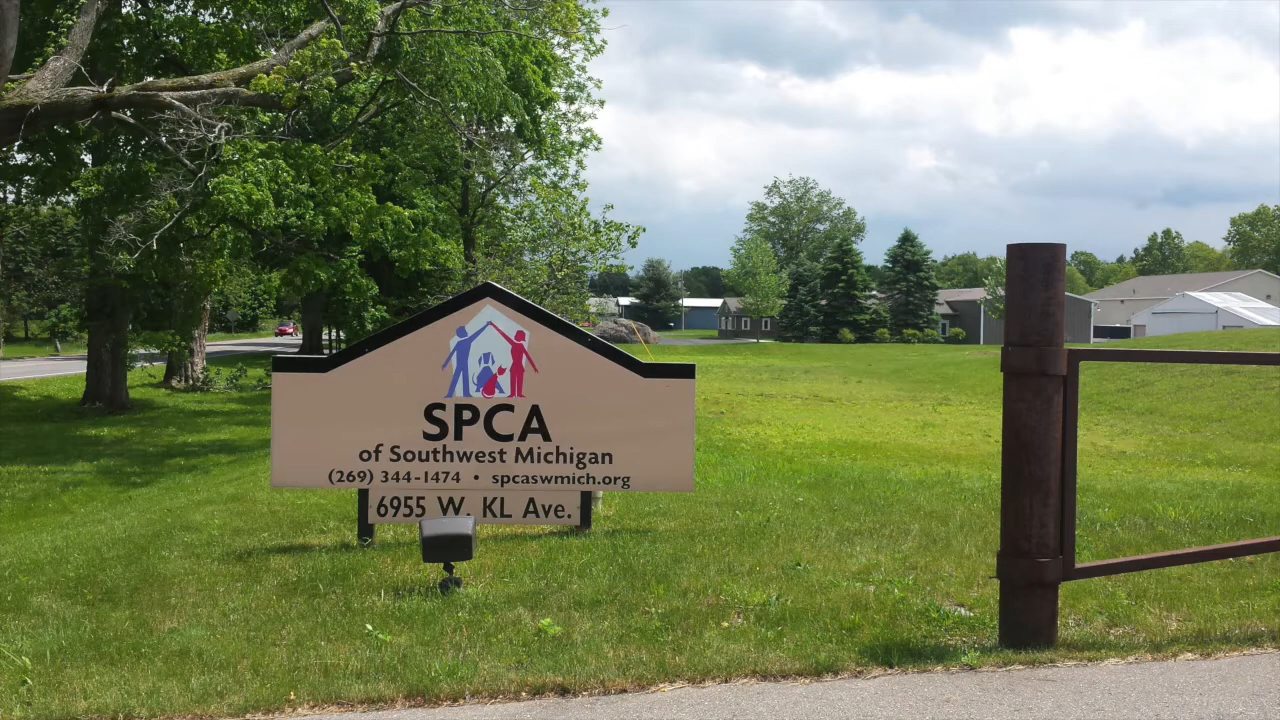 SPCA
of Southwest Michigan
(269) 344-1474 • spcaswmich.org
6955 W. KL Ave.